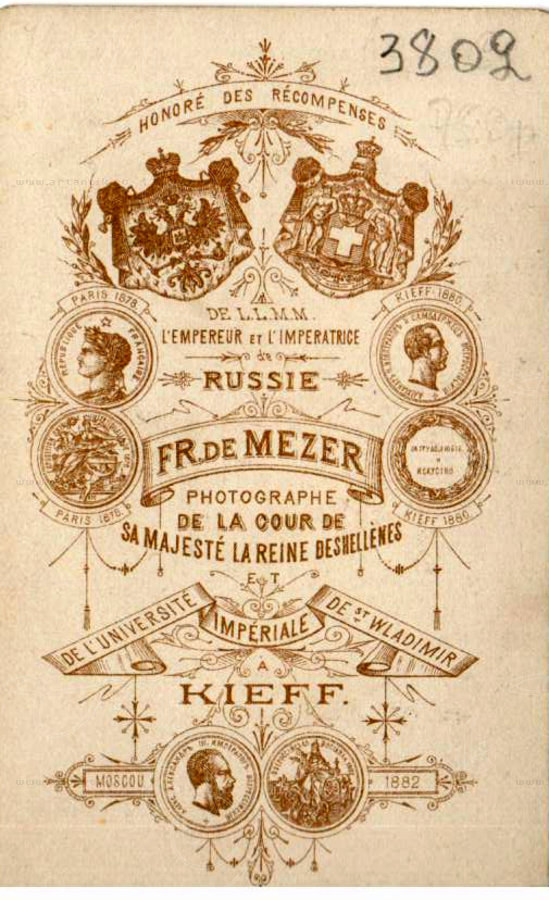 3802
HONORÉ DES RÉCOMPENSES
DE L.L.M.M.
L'EMPEREUR ET L'IMPERATRICE
de
RUSSIE
PARIS 1878.
RÉPUBLIQUE FRANÇAISE
KIEFF 1880.
FR. DE MEZER
PARIS 1878.
KIEFF 1880.
PHOTOGRAPHE
DE LA COUR DE
SA MAJESTÉ LA REINE DES HELLÈNES
ET
DE L'UNIVERSITÉ IMPÉRIALE DE ST WLADIMIR
A
KIEFF.
MOSCOU 1882